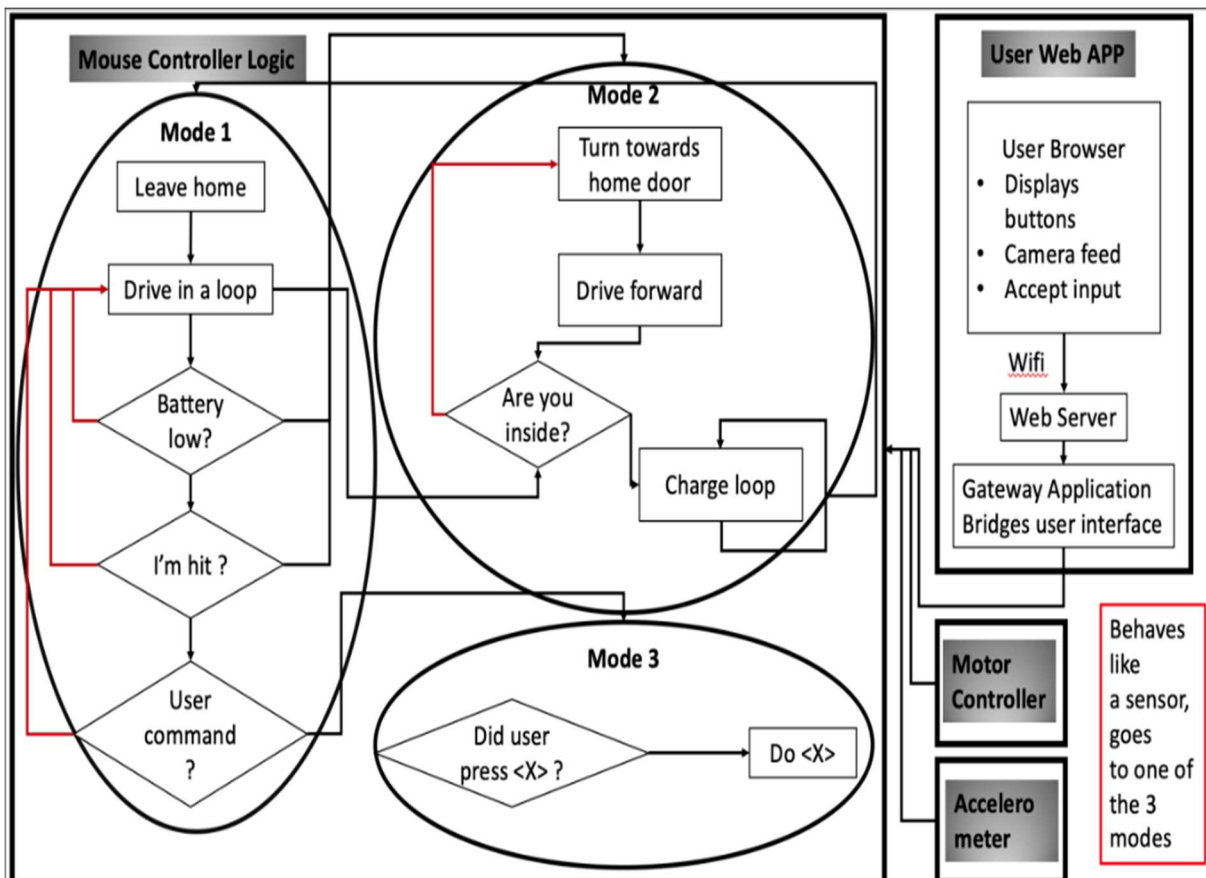 Mouse Controller Logic
Mode 1
Leave home
Drive in a loop
Battery
low?
I'm hit ?
User
command
?
Mode 2
Turn towards
home door
Drive forward
Are you
inside?
Charge loop
Mode 3
Did user
press <X> ?
Do <X>
User Web APP
User Browser
• Displays
buttons
• Camera feed
• Accept input
Wifi
Web Server
Gateway Application
Bridges user interface
Motor
Controller
Accelero
meter
Behaves
like
a sensor,
goes
to one of
the 3
modes